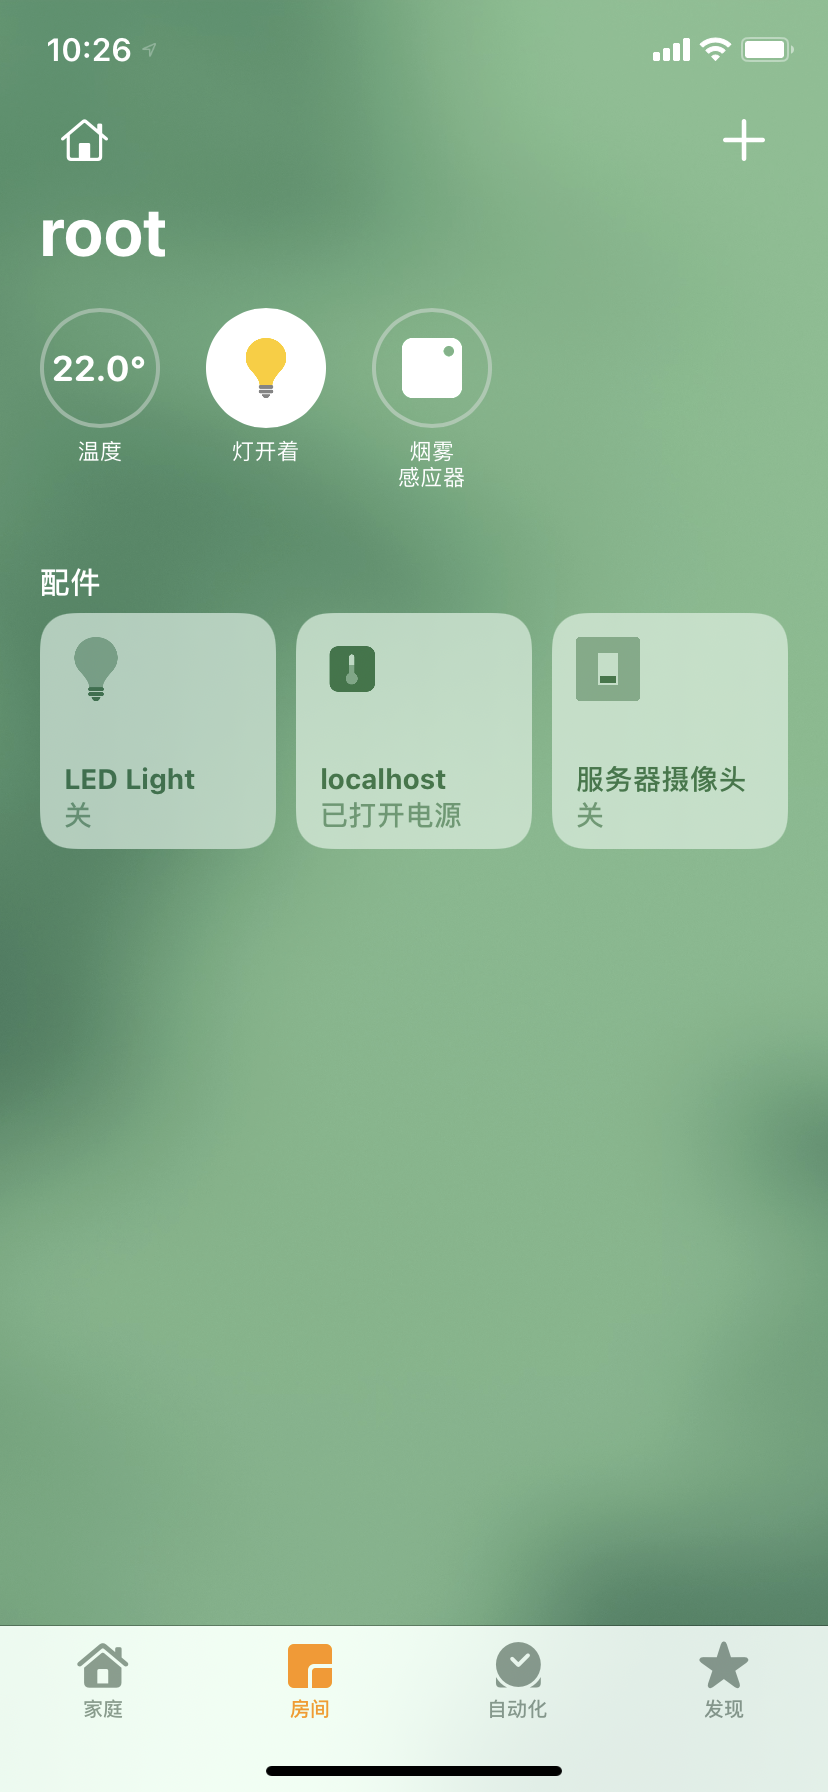 10:26
root
22.0°
温度
灯开着
烟雾
感应器
配件
LED Light
关
localhost
已打开电源
服务器摄像头
关
家庭
房间
自动化
发现